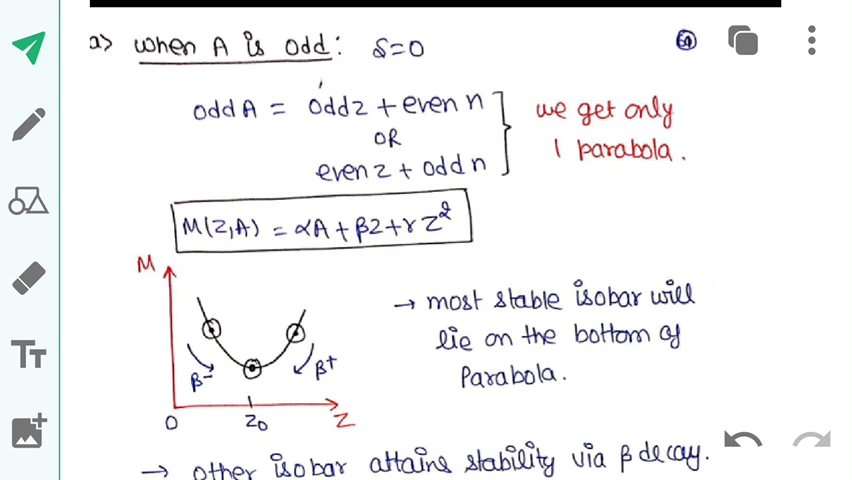 a) when A is odd: δ=0
odd A = odd z + even n
OR
even z + odd n
we get only
1 parabola.
M(Z,A) = αA + βZ + γZ²
M
→ most stable isobar will
lie on the bottom of
Parabola.
β- β+
0 Z₀ Z
→ other isobar attains stability via β decay.
TT